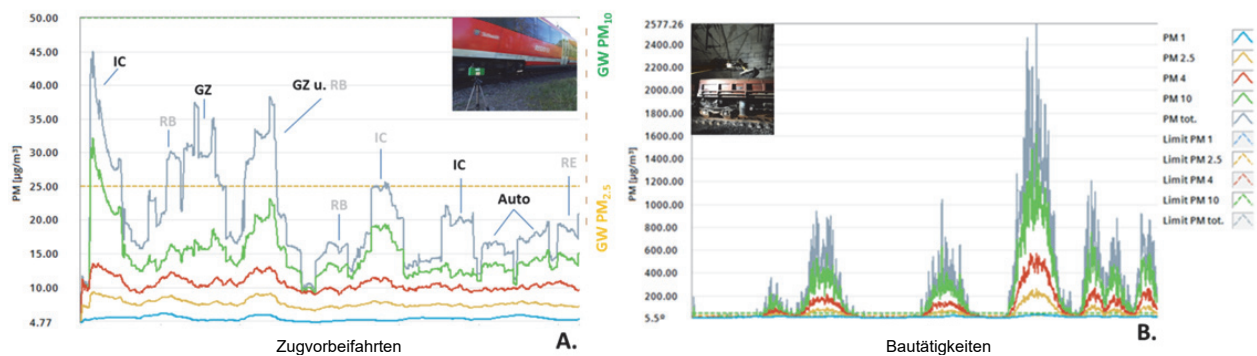 50.00
45.00
40.00
35.00
30.00
25.00
20.00
15.00
10.00
4.77
PM [µg/m³]
IC
RB
GZ
GZ u. RB
RB
IC
IC
Auto
RE
GW PM10
GW PM2.5
Zugvorbeifahrten
A.
2577.26
2400.00
2200.00
2000.00
1800.00
1600.00
1400.00
1200.00
1000.00
800.00
600.00
400.00
200.00
5.5º
PM [µg/m³]
PM 1
PM 2.5
PM 4
PM 10
PM tot.
Limit PM 1
Limit PM 2.5
Limit PM 4
Limit PM 10
Limit PM tot.
B.
Bautätigkeiten